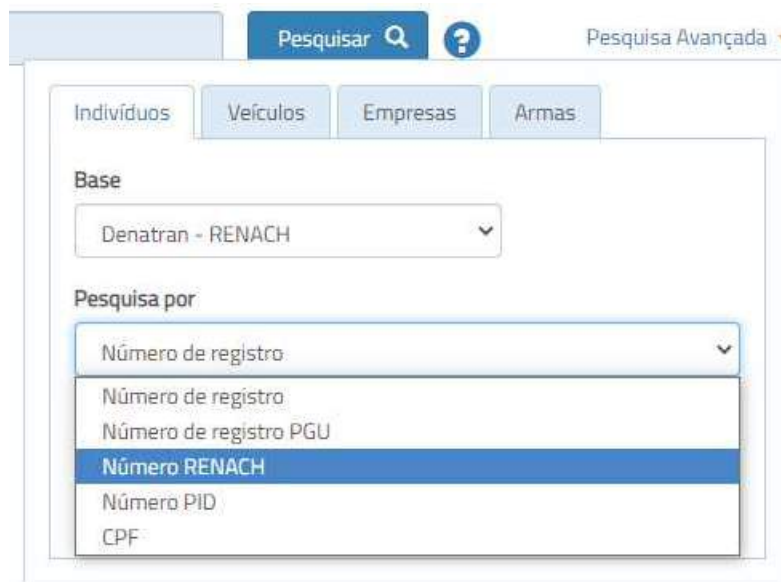 Pesquisar ? Pesquisa Avançada
Indivíduos Veículos Empresas Armas
Base
Denatran - RENACH
Pesquisa por
Número de registro
Número de registro
Número de registro PGU
Número RENACH
Número PID
CPF